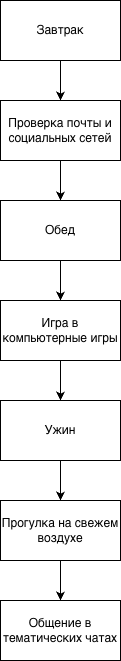 Завтрак
Проверка почты и
социальных сетей
Обед
Игра в
компьютерные игры
Ужин
Прогулка на свежем
воздухе
Общение в
тематических чатах